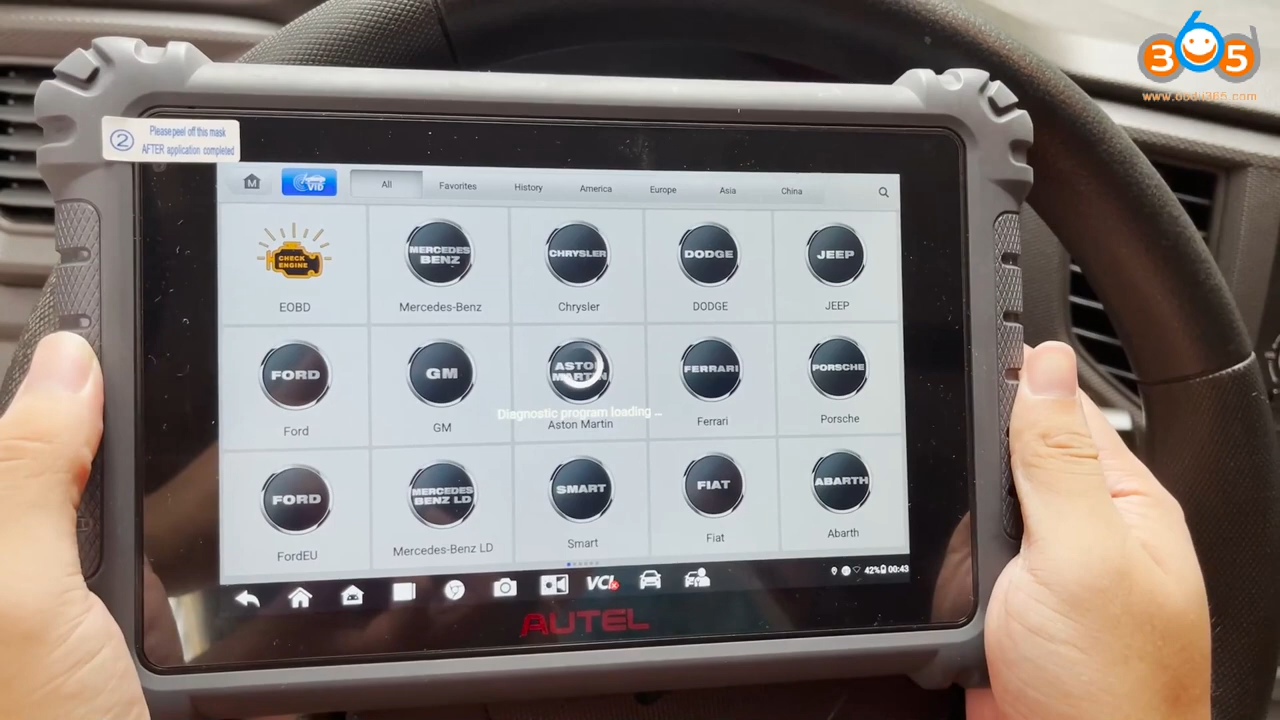 365
www.obdii365.com
2
Please peel off this mask
AFTER application completed
M
VID
All
Favorites
History
America
Europe
Asia
China
CHECK
ENGINE
EOBD
MERCEDES
BENZ
Mercedes-Benz
CHRYSLER
Chrysler
DODGE
DODGE
JEEP
JEEP
FORD
Ford
GM
GM
ASTON
MARTIN
Aston Martin
Diagnostic program loading ...
FERRARI
Ferrari
PORSCHE
Porsche
FORD
FordEU
MERCEDES
BENZ LD
Mercedes-Benz LD
SMART
Smart
FIAT
Fiat
ABARTH
Abarth
VCI
42%
00:43
AUTEL